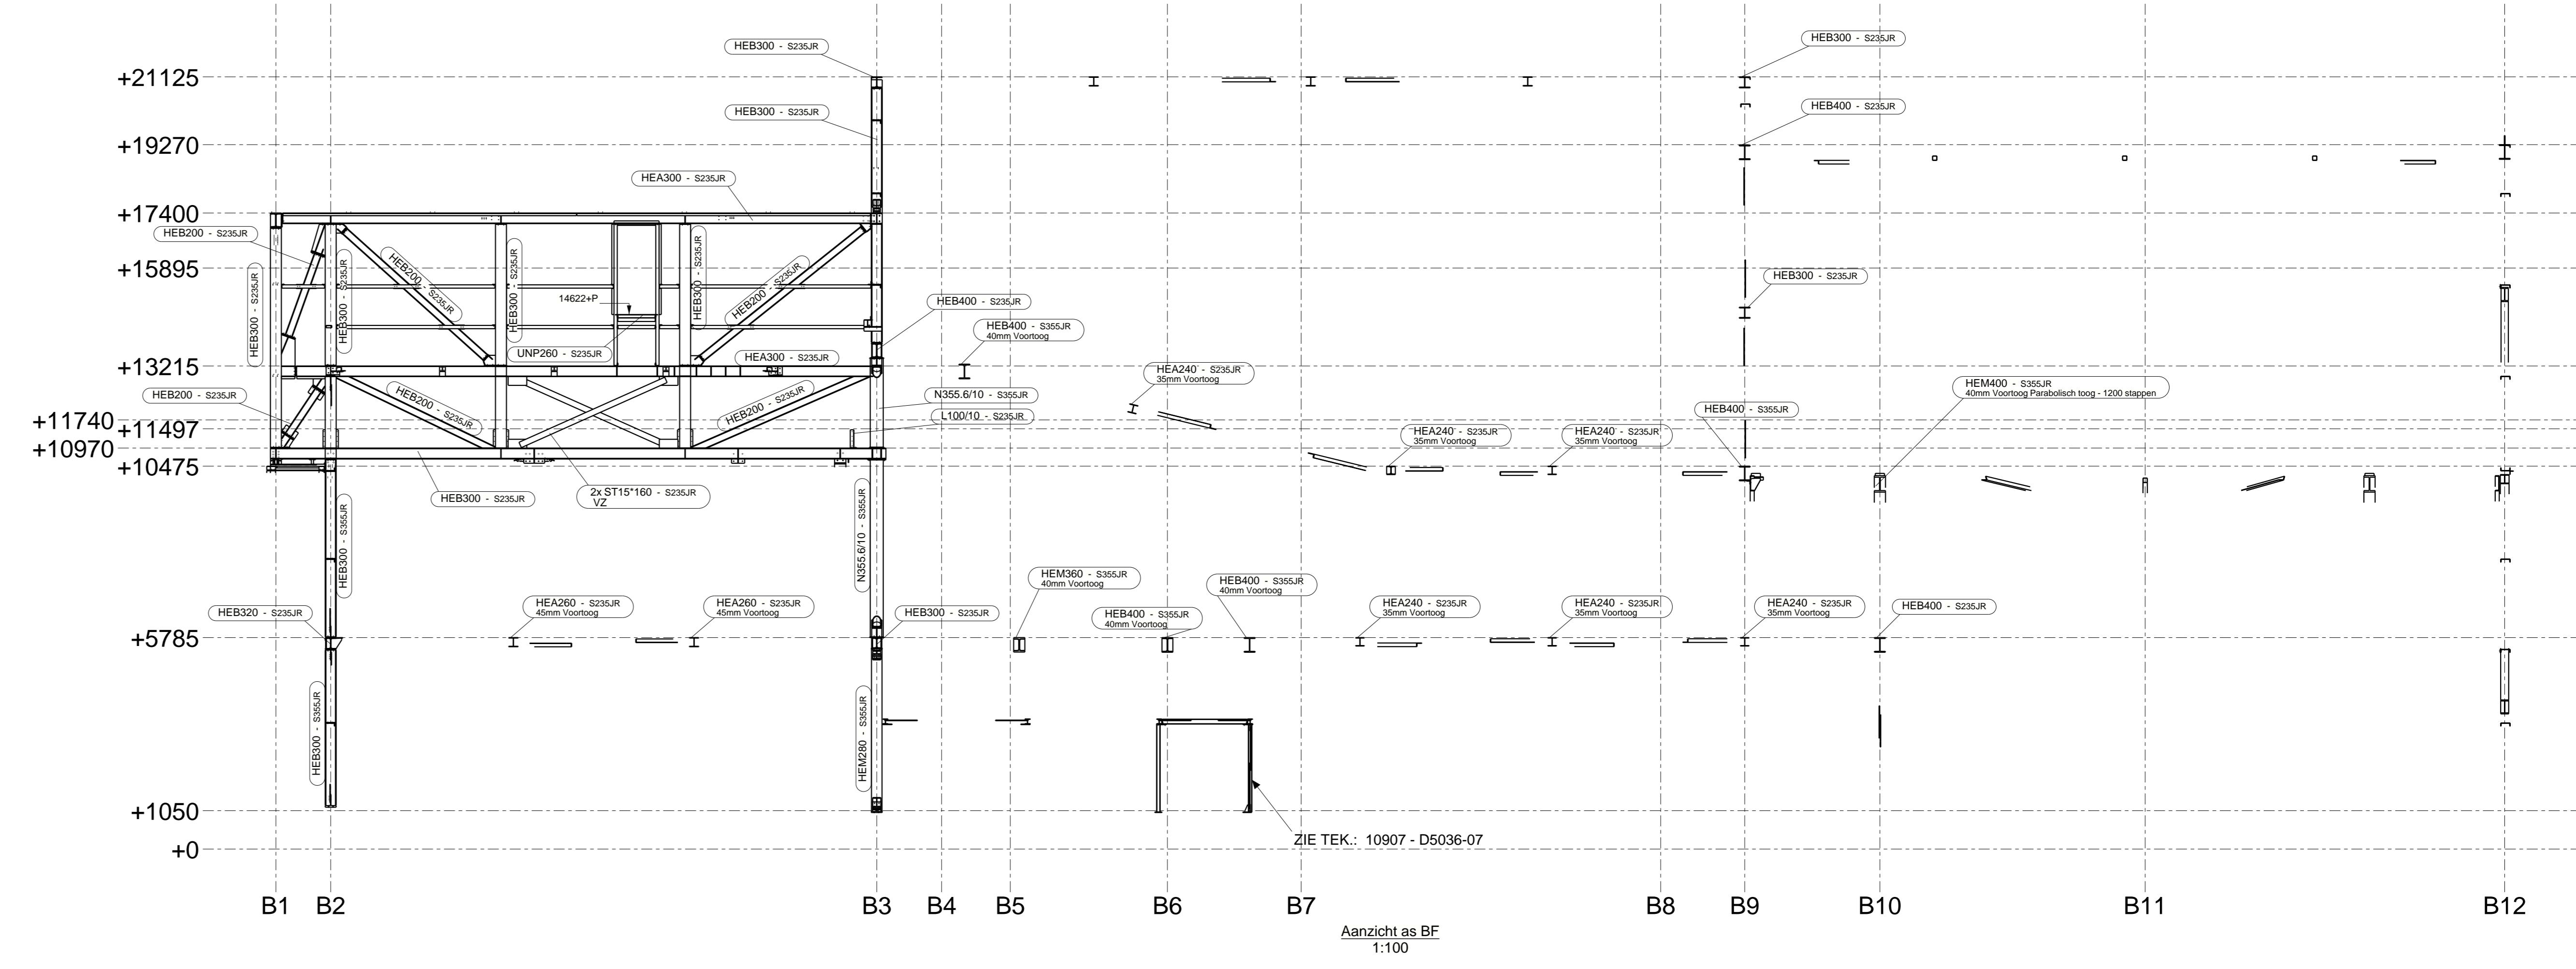 HEB300 - S235JR
HEB300 - S235JR
+21125
HEB300 - S235JR
HEB400 - S235JR
+19270
HEA300 - S235JR
+17400
HEB200 - S235JR
HEB300 - S235JR
HEB300 - S235JR
HEB200 - S235JR
HEB300 - S235JR
HEB300 - S235JR
HEB200 - S235JR
+15895
HEB300 - S235JR
14622+P
HEB400 - S235JR
HEB400 - S355JR
40mm Voortoog
UNP260 - S235JR
HEA300 - S235JR
+13215
HEA240 - S235JR
35mm Voortoog
HEM400 - S355JR
40mm Voortoog Parabolisch toog - 1200 stappen
HEB200 - S235JR
HEB200 - S235JR
HEB200 - S235JR
N355.6/10 - S355JR
L100/10 - S235JR
HEB400 - S355JR
+11740
+11497
HEA240 - S235JR
35mm Voortoog
HEA240 - S235JR
35mm Voortoog
+10970
+10475
HEB300 - S235JR
2x ST15*160 - S235JR
VZ
HEB300 - S355JR
N355.6/10 - S355JR
HEM360 - S355JR
40mm Voortoog
HEB400 - S355JR
40mm Voortoog
HEB320 - S235JR
HEA260 - S235JR
45mm Voortoog
HEA260 - S235JR
45mm Voortoog
HEB300 - S235JR
HEB400 - S355JR
40mm Voortoog
HEA240 - S235JR
35mm Voortoog
HEA240 - S235JR
35mm Voortoog
HEA240 - S235JR
35mm Voortoog
HEB400 - S235JR
+5785
HEB300 - S355JR
HEM280 - S355JR
+1050
ZIE TEK.: 10907 - D5036-07
+0
B1 B2 B3 B4 B5 B6 B7 B8 B9 B10 B11 B12
Aanzicht as BF
1:100